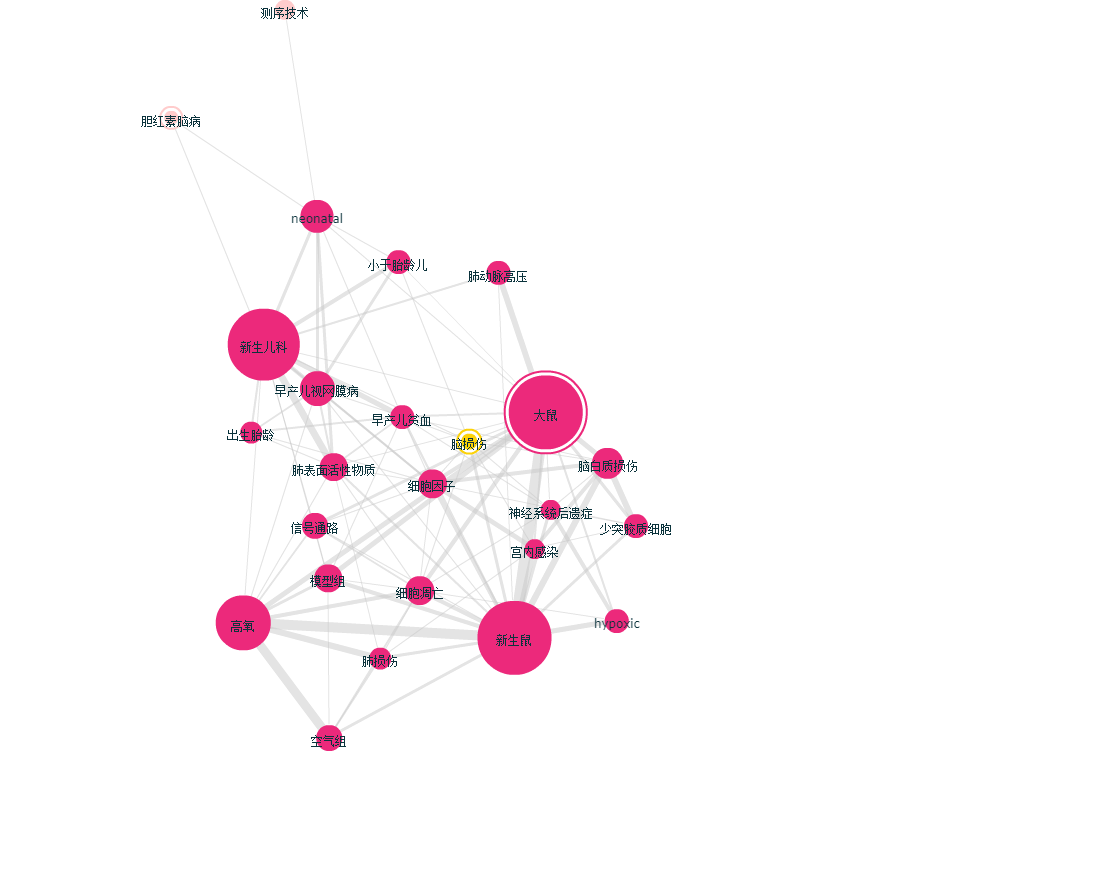 测序技术
胆红素脑病
neonatal
小于胎龄儿
肺动脉高压
新生儿科
早产儿视网膜病
大鼠
早产儿贫血
出生胎龄
脑损伤
肺表面活性物质
脑白质损伤
细胞因子
神经系统后遗症
信号通路
少突胶质细胞
宫内感染
模型组
细胞凋亡
高氧
hypoxic
新生鼠
肺损伤
空气组